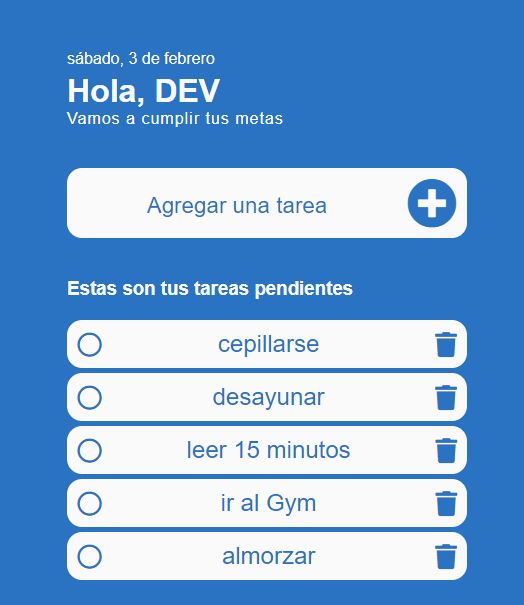 sábado, 3 de febrero
Hola, DEV
Vamos a cumplir tus metas
Agregar una tarea
Estas son tus tareas pendientes
cepillarse
desayunar
leer 15 minutos
ir al Gym
almorzar